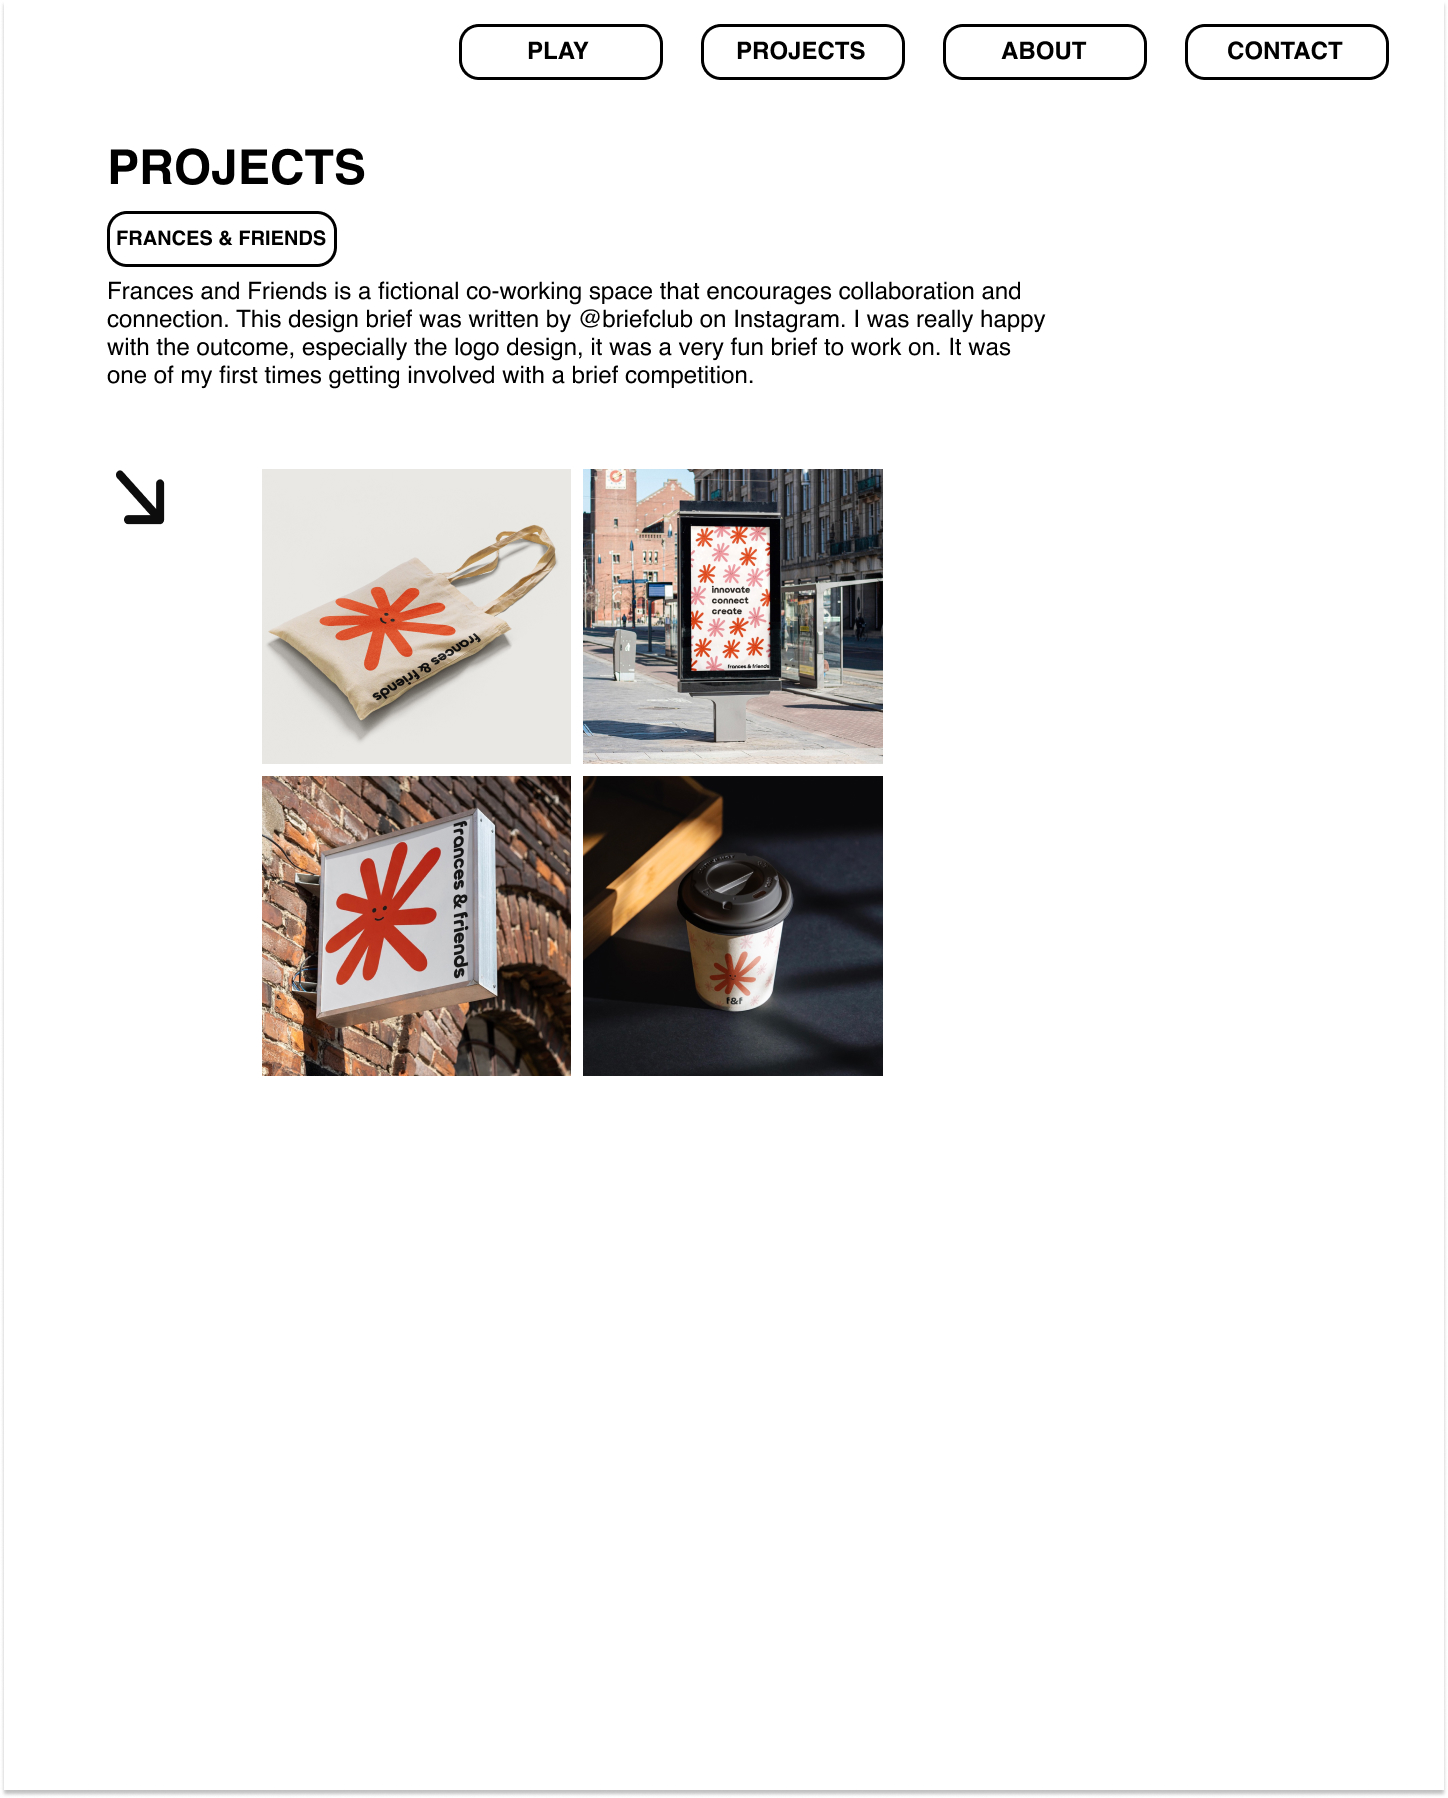 PLAY
PROJECTS
ABOUT
CONTACT
PROJECTS
FRANCES & FRIENDS
Frances and Friends is a fictional co-working space that encourages collaboration and
connection. This design brief was written by @briefclub on Instagram. I was really happy
with the outcome, especially the logo design, it was a very fun brief to work on. It was
one of my first times getting involved with a brief competition.
frances & friends
innovate
connect
create
frances & friends
frances & friends
f&f